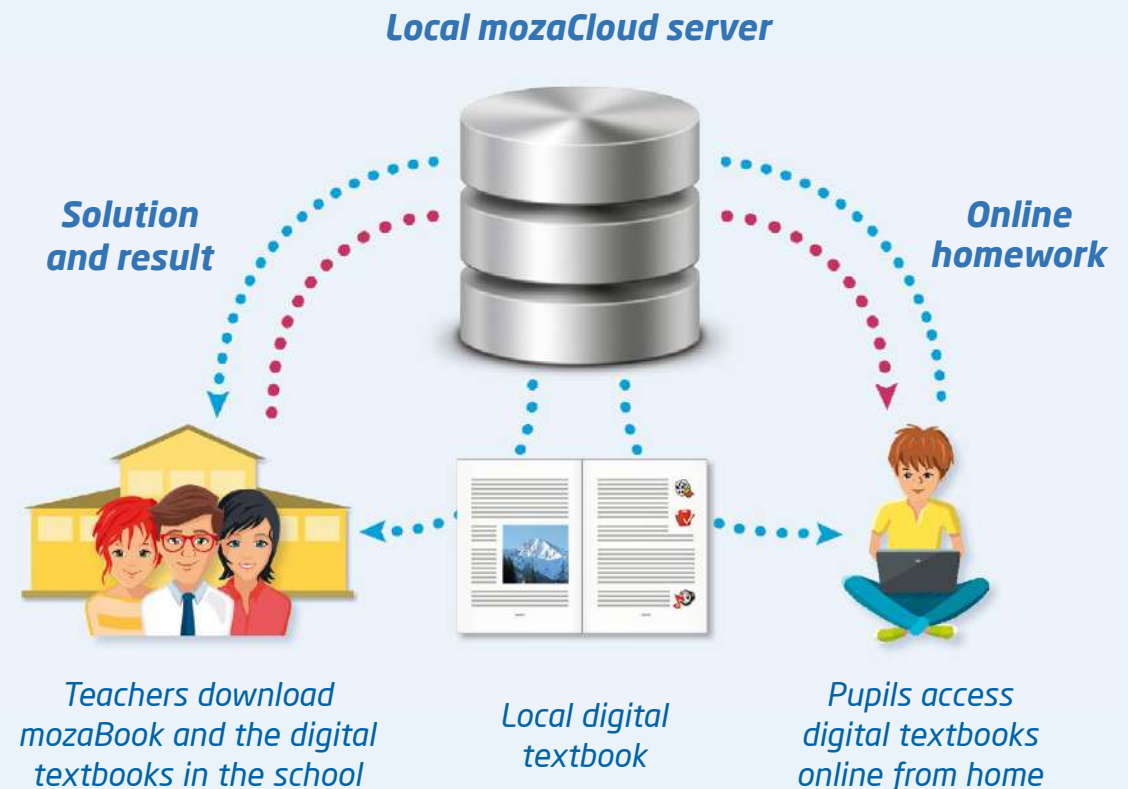 Local mozaCloud server
Solution
and result
Online
homework
Teachers download
mozaBook and the digital
textbooks in the school
Local digital
textbook
Pupils access
digital textbooks
online from home